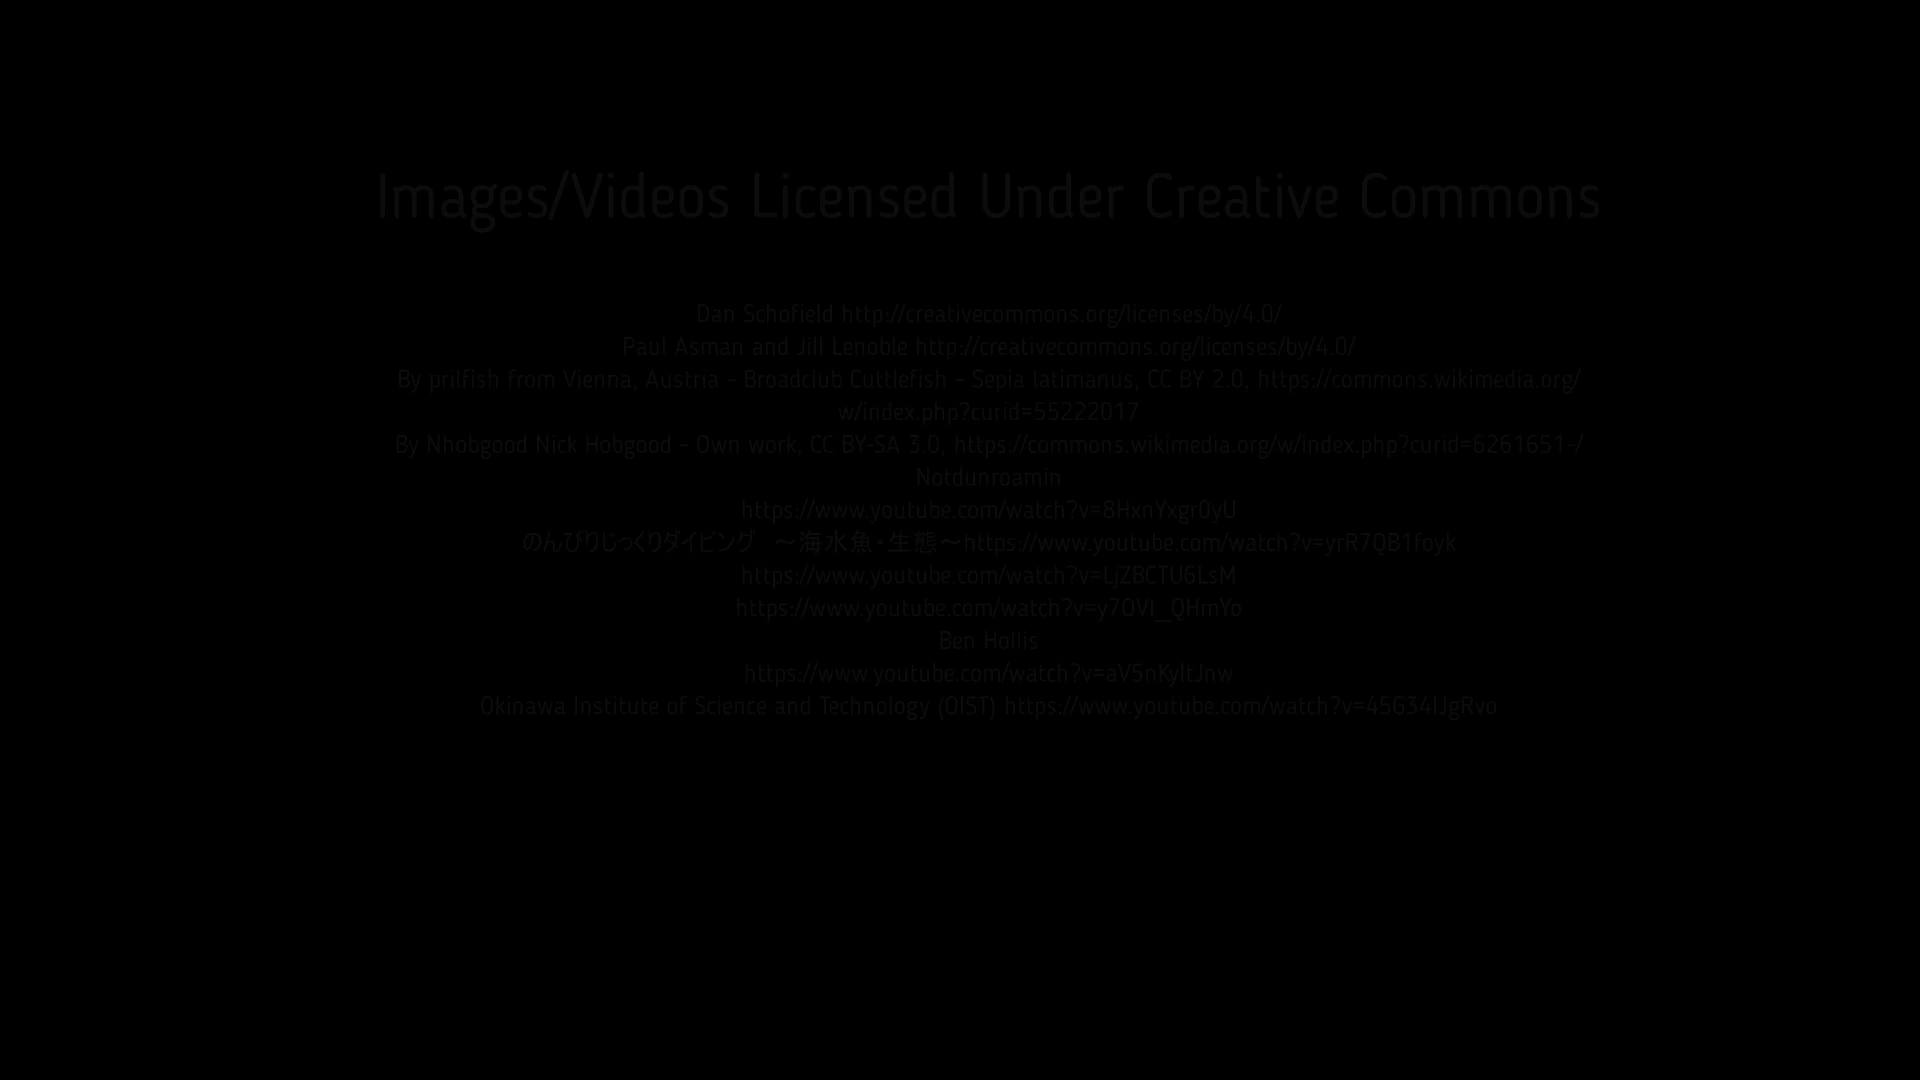 Images/Videos Licensed Under Creative Commons
Dan Schofield http://creativecommons.org/licenses/by/4.0/
Paul Asman and Jill Lenoble http://creativecommons.org/licenses/by/4.0/
By prilfish from Vienna, Austria - Broadclub Cuttlefish - Sepia latimanus, CC BY 2.0, https://commons.wikimedia.org/
w/index.php?curid=55222017
By Nhobgood Nick Hobgood - Own work, CC BY-SA 3.0, https://commons.wikimedia.org/w/index.php?curid=6261651-/
Notdunroamin
https://www.youtube.com/watch?v=8HxnYxgr0yU
のんびりじっくりダイビング　～海水魚・生態～https://www.youtube.com/watch?v=yrR7QB1foyk
https://www.youtube.com/watch?v=LjZBCTU6LsM
https://www.youtube.com/watch?v=y7OVI_QHmYo
Ben Hollis
https://www.youtube.com/watch?v=aV5nKyItJnw
Okinawa Institute of Science and Technology (OIST) https://www.youtube.com/watch?v=45G34IJgRvo